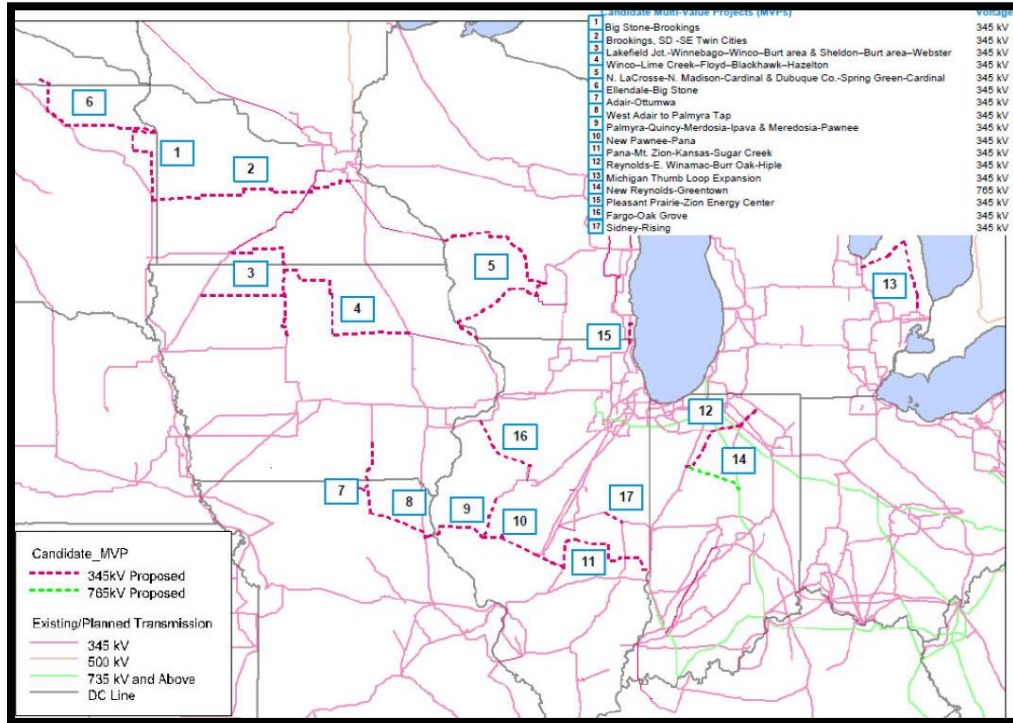 Candidate Multi-Value Projects (MVPs) Voltage
1 Big Stone-Brookings 345 kV
2 Brookings, SD -SE Twin Cities 345 kV
3 Lakefield Jct.-Winnebago–Winco–Burt area & Sheldon–Burt area–Webster 345 kV
4 Winco–Lime Creek–Floyd–Blackhawk–Hazelton 345 kV
5 N. LaCrosse-N. Madison-Cardinal & Dubuque Co.-Spring Green-Cardinal 345 kV
6 Ellendale-Big Stone 345 kV
7 Adair-Ottumwa 345 kV
8 West Adair to Palmyra Tap 345 kV
9 Palmyra-Quincy-Merdosia-Ipava & Meredosia-Pawnee 345 kV
10 New Pawnee-Pana 345 kV
11 Pana-Mt. Zion-Kansas-Sugar Creek 345 kV
12 Reynolds-E. Winamac-Burr Oak-Hiple 345 kV
13 Michigan Thumb Loop Expansion 345 kV
14 New Reynolds-Greentown 765 kV
15 Pleasant Prairie-Zion Energy Center 345 kV
16 Fargo-Oak Grove 345 kV
17 Sidney-Rising 345 kV
6
1
2
3
5
13
4
15
12
16
14
7
8
9
17
10
11
Candidate_MVP
345kV Proposed
765kV Proposed
Existing/Planned Transmission
345 kV
500 kV
735 kV and Above
DC Line